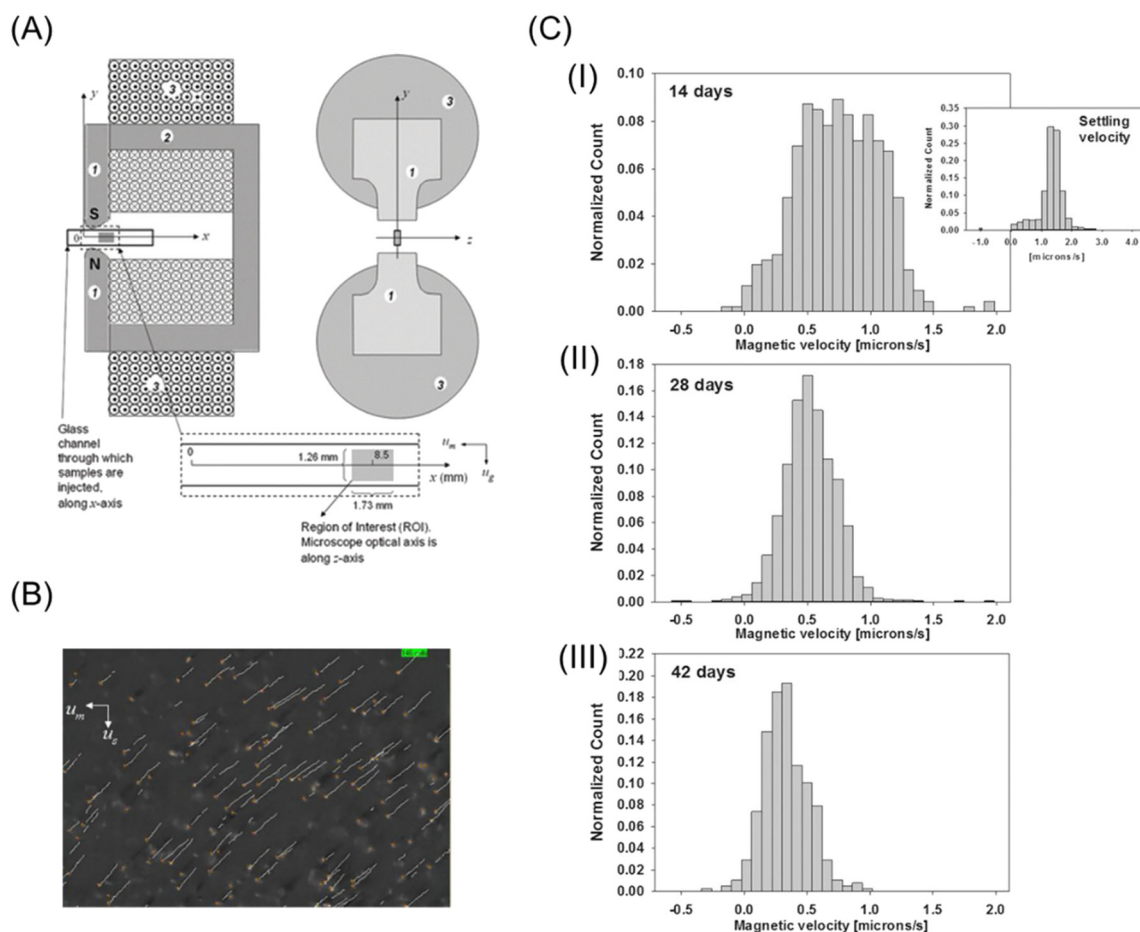 (A)
y
3
2
1
S
0
x
N
1
3
y
3
1
z
1
3
Glass
channel
through which
samples are
injected,
along x-axis
0
1.26 mm
8.5
x (mm)
u_m
u_g
1.73 mm
Region of Interest (ROI).
Microscope optical axis is
along z-axis
(B)
u_m
(C)
(I)
14 days
Normalized Count
0.10
0.08
0.06
0.04
0.02
0.00
-0.5 0.0 0.5 1.0 1.5 2.0
Magnetic velocity [microns/s]
Settling
velocity
Normalized Count
0.35
0.30
0.25
0.20
0.15
0.10
0.05
0.00
-1.0 0.0 1.0 2.0 3.0 4.0
[microns/s]
(II)
28 days
Normalized Count
0.18
0.16
0.14
0.12
0.10
0.08
0.06
0.04
0.02
0.00
-0.5 0.0 0.5 1.0 1.5 2.0
Magnetic velocity [microns/s]
(III)
42 days
Normalized Count
0.22
0.20
0.18
0.16
0.14
0.12
0.10
0.08
0.06
0.04
0.02
0.00
-0.5 0.0 0.5 1.0 1.5 2.0
Magnetic velocity [microns/s]